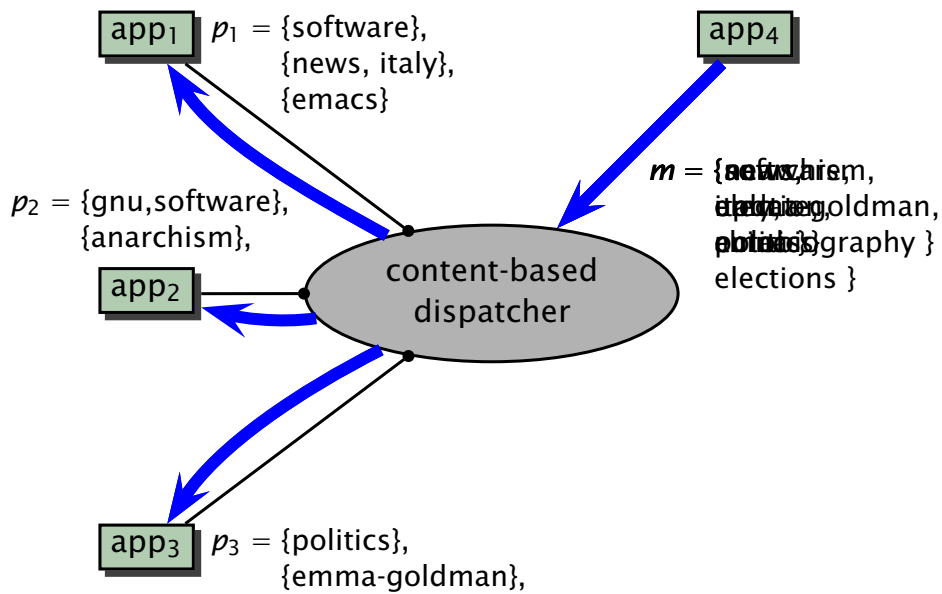 app1
p1 = {software},
{news, italy},
{emacs}
app4
m =
elections }
p2 = {gnu,software},
{anarchism},
app2
content-based
dispatcher
app3
p3 = {politics},
{emma-goldman},